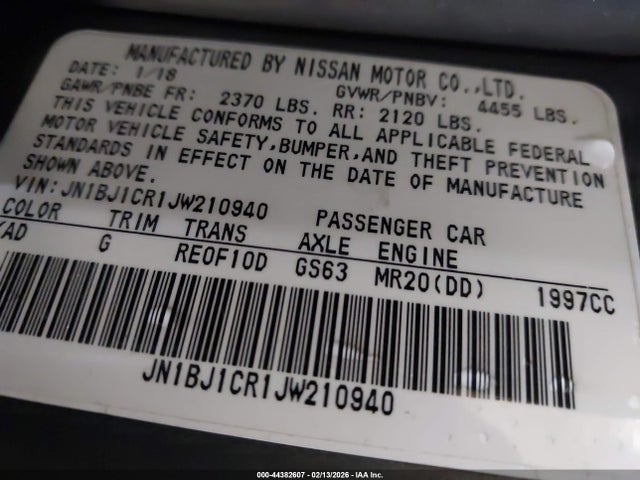 MANUFACTURED BY NISSAN MOTOR CO.,LTD.
DATE: 1/18 GVWR/PNBV: 4455 LBS.
GAWR/PNBE FR: 2370 LBS. RR: 2120 LBS.
THIS VEHICLE CONFORMS TO ALL APPLICABLE FEDERAL
MOTOR VEHICLE SAFETY,BUMPER,AND THEFT PREVENTION
STANDARDS IN EFFECT ON THE DATE OF MANUFACTURE
SHOWN ABOVE.
VIN:JN1BJ1CR1JW210940 PASSENGER CAR
COLOR TRIM TRANS AXLE ENGINE
KAD G RE0F10D GS63 MR20(DD) 1997CC
JN1BJ1CR1JW210940
000-44382607 - 02/13/2026 - IAA Inc.